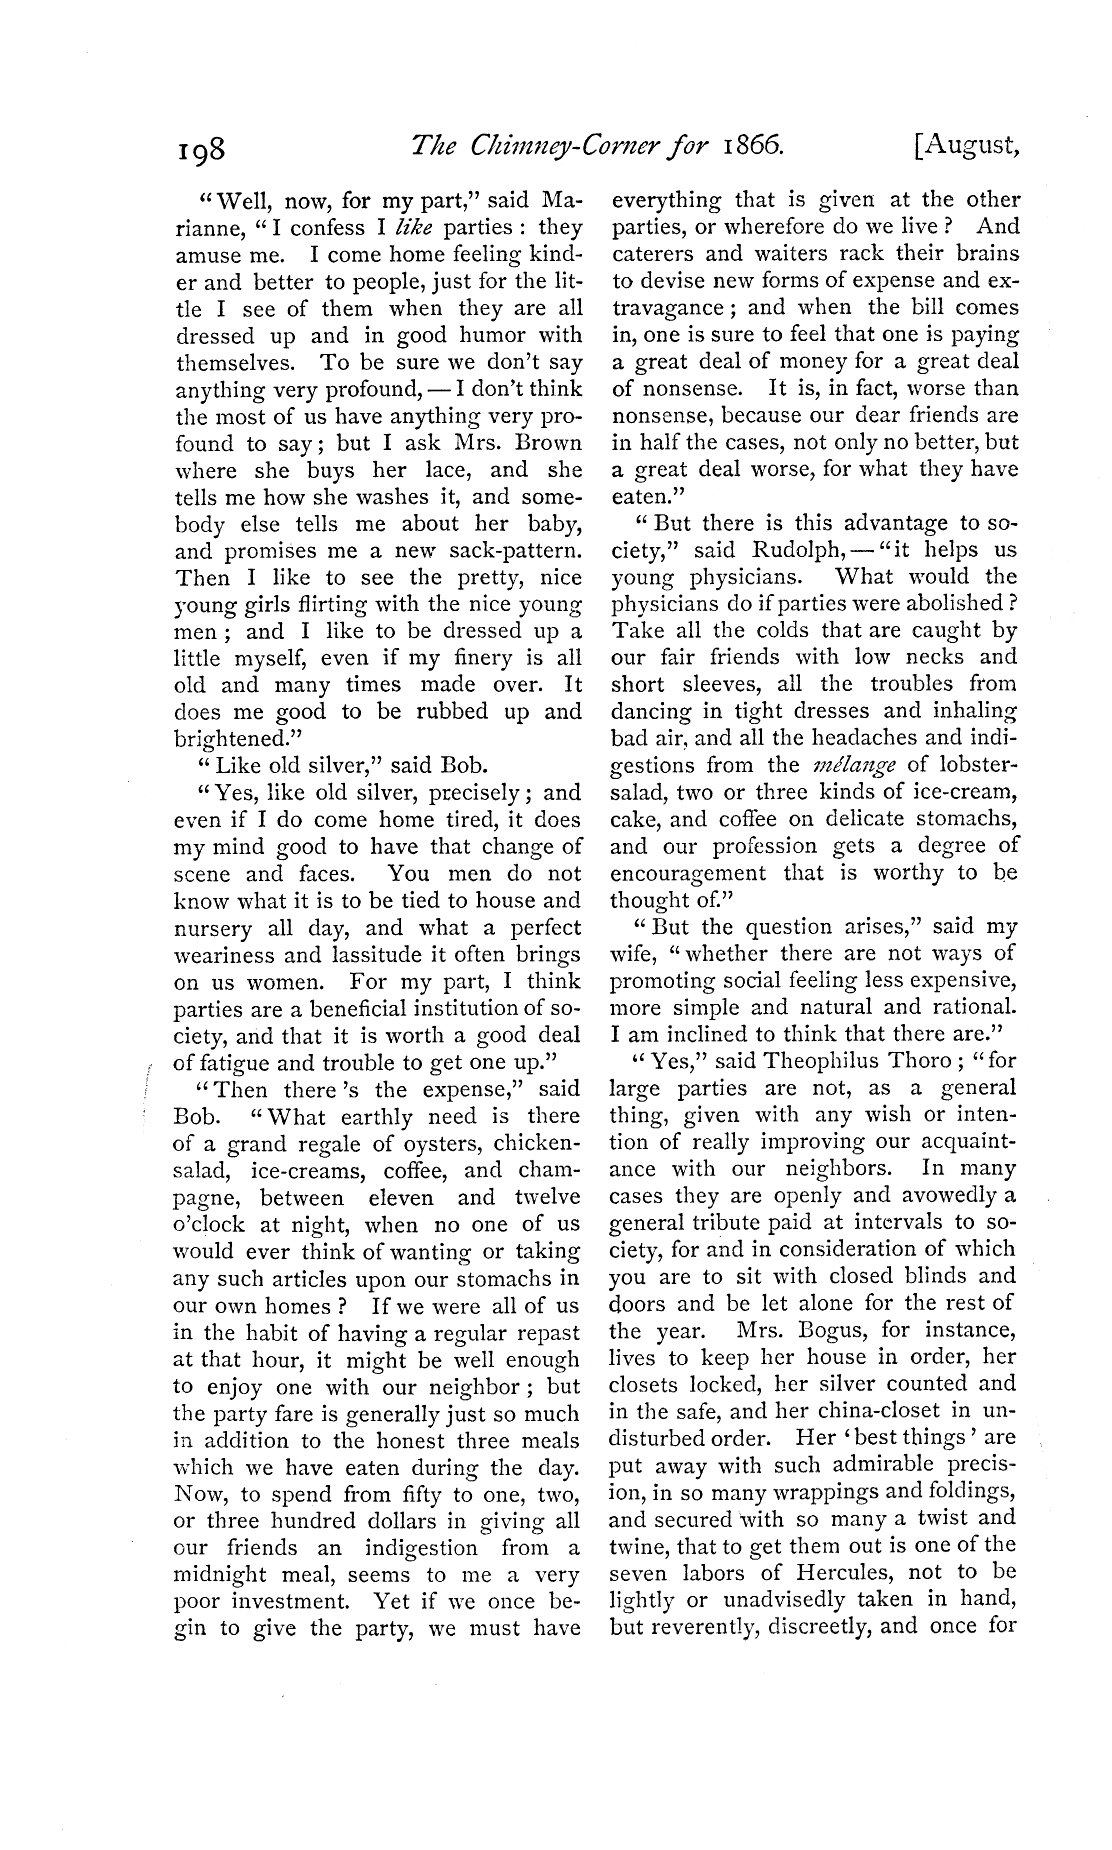 198 The Chimney-Corner for 1866. [August,
“Well, now, for my part,” said Ma-
rianne, “I confess I like parties : they
amuse me. I come home feeling kind-
er and better to people, just for the lit-
tle I see of them when they are all
dressed up and in good humor with
themselves. To be sure we don’t say
anything very profound, — I don’t think
the most of us have anything very pro-
found to say ; but I ask Mrs. Brown
where she buys her lace, and she
tells me how she washes it, and some-
body else tells me about her baby,
and promises me a new sack-pattern.
Then I like to see the pretty, nice
young girls flirting with the nice young
men ; and I like to be dressed up a
little myself, even if my finery is all
old and many times made over. It
does me good to be rubbed up and
brightened.”
“Like old silver,” said Bob.
“Yes, like old silver, precisely ; and
even if I do come home tired, it does
my mind good to have that change of
scene and faces. You men do not
know what it is to be tied to house and
nursery all day, and what a perfect
weariness and lassitude it often brings
on us women. For my part, I think
parties are a beneficial institution of so-
ciety, and that it is worth a good deal
of fatigue and trouble to get one up.”
“Then there ’s the expense,” said
Bob. “What earthly need is there
of a grand regale of oysters, chicken-
salad, ice-creams, coffee, and cham-
pagne, between eleven and twelve
o’clock at night, when no one of us
would ever think of wanting or taking
any such articles upon our stomachs in
our own homes ? If we were all of us
in the habit of having a regular repast
at that hour, it might be well enough
to enjoy one with our neighbor ; but
the party fare is generally just so much
in addition to the honest three meals
which we have eaten during the day.
Now, to spend from fifty to one, two,
or three hundred dollars in giving all
our friends an indigestion from a
midnight meal, seems to me a very
poor investment. Yet if we once be-
gin to give the party, we must have
everything that is given at the other
parties, or wherefore do we live ? And
caterers and waiters rack their brains
to devise new forms of expense and ex-
travagance ; and when the bill comes
in, one is sure to feel that one is paying
a great deal of money for a great deal
of nonsense. It is, in fact, worse than
nonsense, because our dear friends are
in half the cases, not only no better, but
a great deal worse, for what they have
eaten.”
“But there is this advantage to so-
ciety,” said Rudolph, — “it helps us
young physicians. What would the
physicians do if parties were abolished ?
Take all the colds that are caught by
our fair friends with low necks and
short sleeves, all the troubles from
dancing in tight dresses and inhaling
bad air, and all the headaches and indi-
gestions from the mélange of lobster-
salad, two or three kinds of ice-cream,
cake, and coffee on delicate stomachs,
and our profession gets a degree of
encouragement that is worthy to be
thought of.”
“But the question arises,” said my
wife, “whether there are not ways of
promoting social feeling less expensive,
more simple and natural and rational.
I am inclined to think that there are.”
“Yes,” said Theophilus Thoro ; “for
large parties are not, as a general
thing, given with any wish or inten-
tion of really improving our acquaint-
ance with our neighbors. In many
cases they are openly and avowedly a
general tribute paid at intervals to so-
ciety, for and in consideration of which
you are to sit with closed blinds and
doors and be let alone for the rest of
the year. Mrs. Bogus, for instance,
lives to keep her house in order, her
closets locked, her silver counted and
in the safe, and her china-closet in un-
disturbed order. Her ‘best things’ are
put away with such admirable precis-
ion, in so many wrappings and foldings,
and secured with so many a twist and
twine, that to get them out is one of the
seven labors of Hercules, not to be
lightly or unadvisedly taken in hand,
but reverently, discreetly, and once for